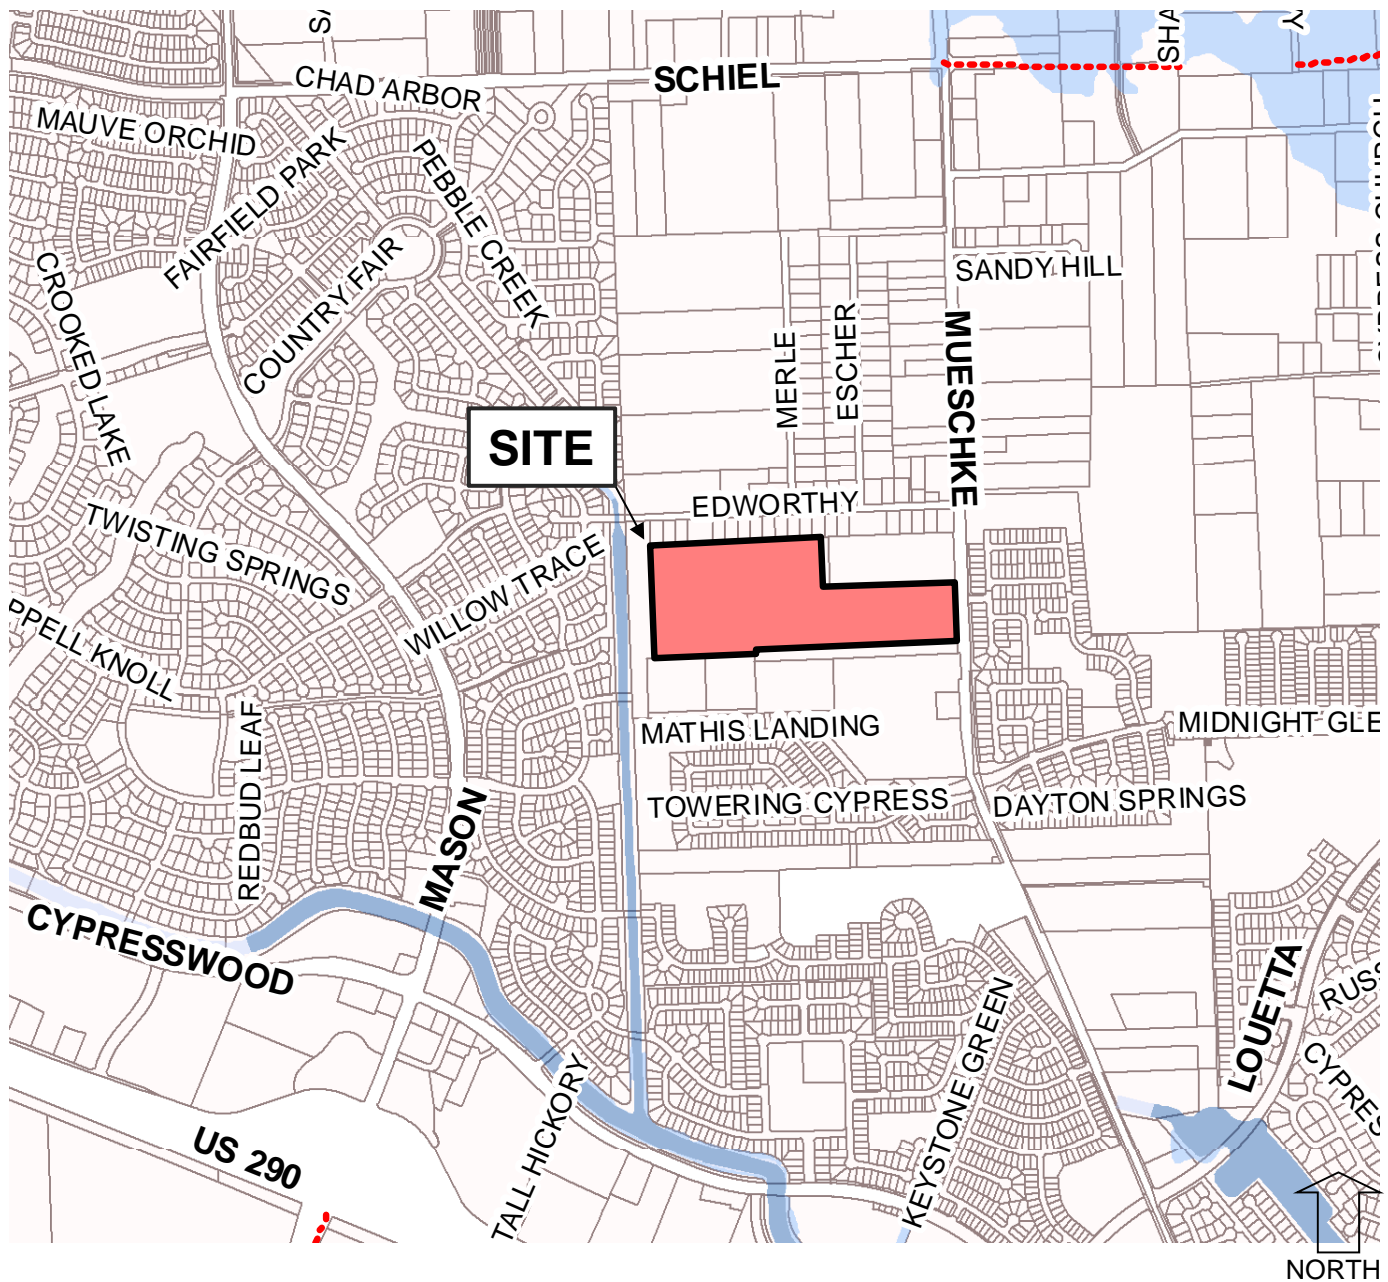 SCHIEL
CHAD ARBOR
MAUVE ORCHID
FAIRFIELD PARK
PEBBLE CREEK
COUNTRY FAIR
CROOKED LAKE
SANDY HILL
MUESCHKE
MERLE
ESCHER
SITE
EDWORTHY
TWISTING SPRINGS
WILLOW TRACE
PPELL KNOLL
REDBUD LEAF
MATHIS LANDING
MIDNIGHT GLE
TOWERING CYPRESS
DAYTON SPRINGS
MASON
CYPRESSWOOD
LOUETTA
RUSS
CYPRES
KEYSTONE GREEN
TALL HICKORY
US 290
SHA
NORTH